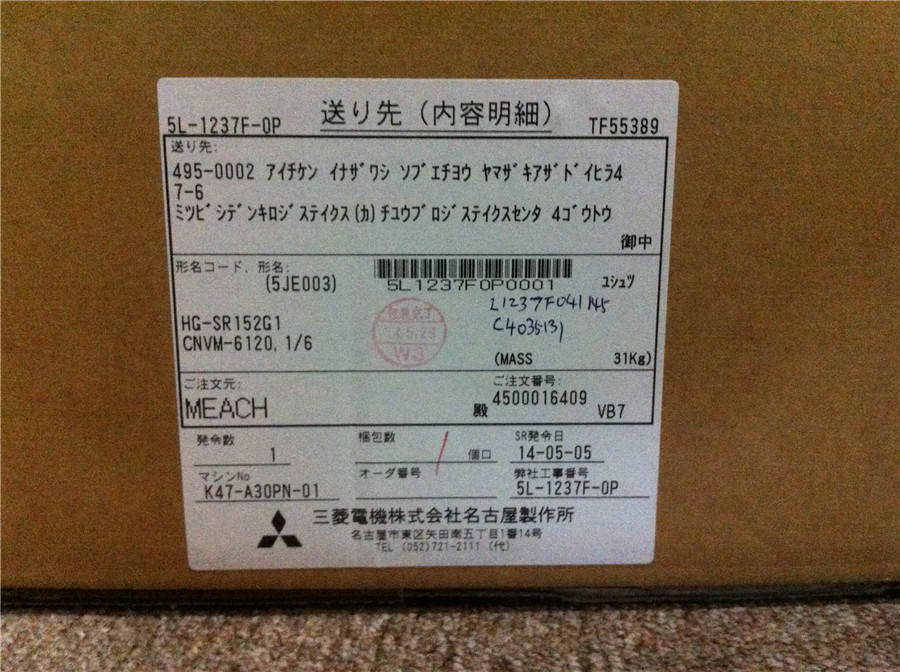 送り先(内容明細)
5L-1237F-0P
TF55389
送り先:
495-0002 アイチケン イナザワシ ソブエチヨウ ヤマザキアザドイヒラ4
7-6
ミツビシデンキロジステイクス(カ)チユウブロジステイクスセンタ 4ゴウトウ
御中
形名コード、形名:
(5JE003)
5L1237F0P0001
ユシュツ
L1237F041145
C4035131
HG-SR152G1
CNVM-6120, 1/6
W3
(MASS 31Kg)
ご注文元:
MEACH 殿
ご注文番号:
4500016409 VB7
発令数
1
梱包数
個口
SR発令日
14-05-05
マシンNo
K47-A30PN-01
オーダ番号
弊社工事番号
5L-1237F-0P
三菱電機株式会社名古屋製作所
名古屋市東区矢田南五丁目1番14号
TEL (052)721-2111 (代)